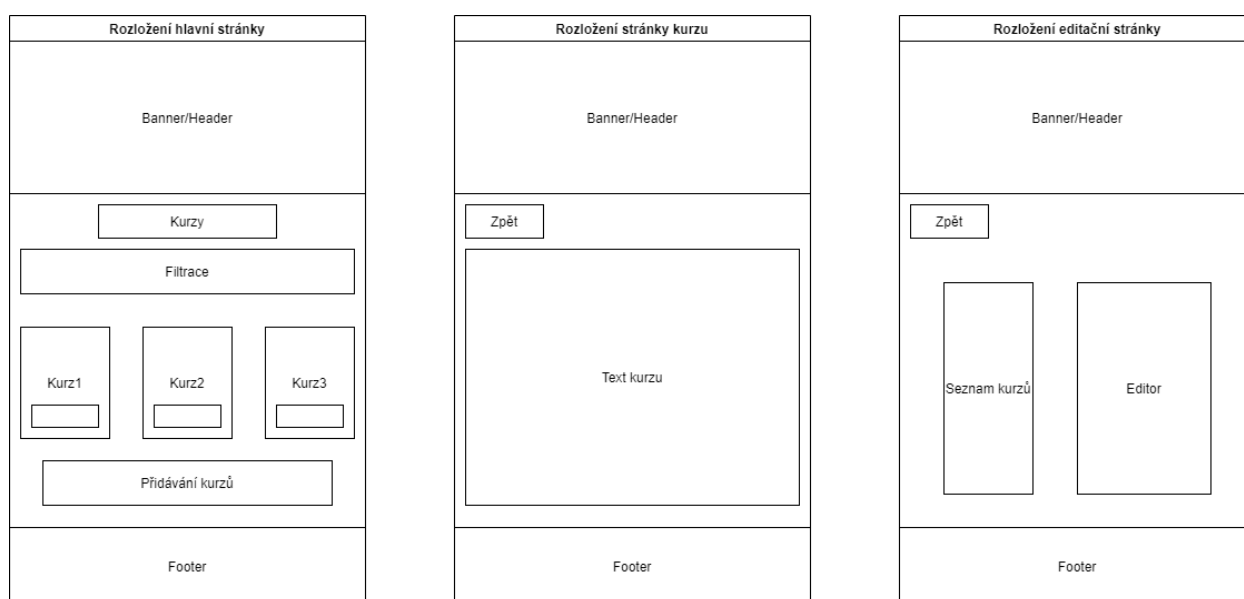 Rozložení hlavní stránky
Banner/Header
Kurzy
Filtrace
Kurz1
Kurz2
Kurz3
Přidávání kurzů
Footer
Rozložení stránky kurzu
Banner/Header
Zpět
Text kurzu
Footer
Rozložení editační stránky
Banner/Header
Zpět
Seznam kurzů
Editor
Footer